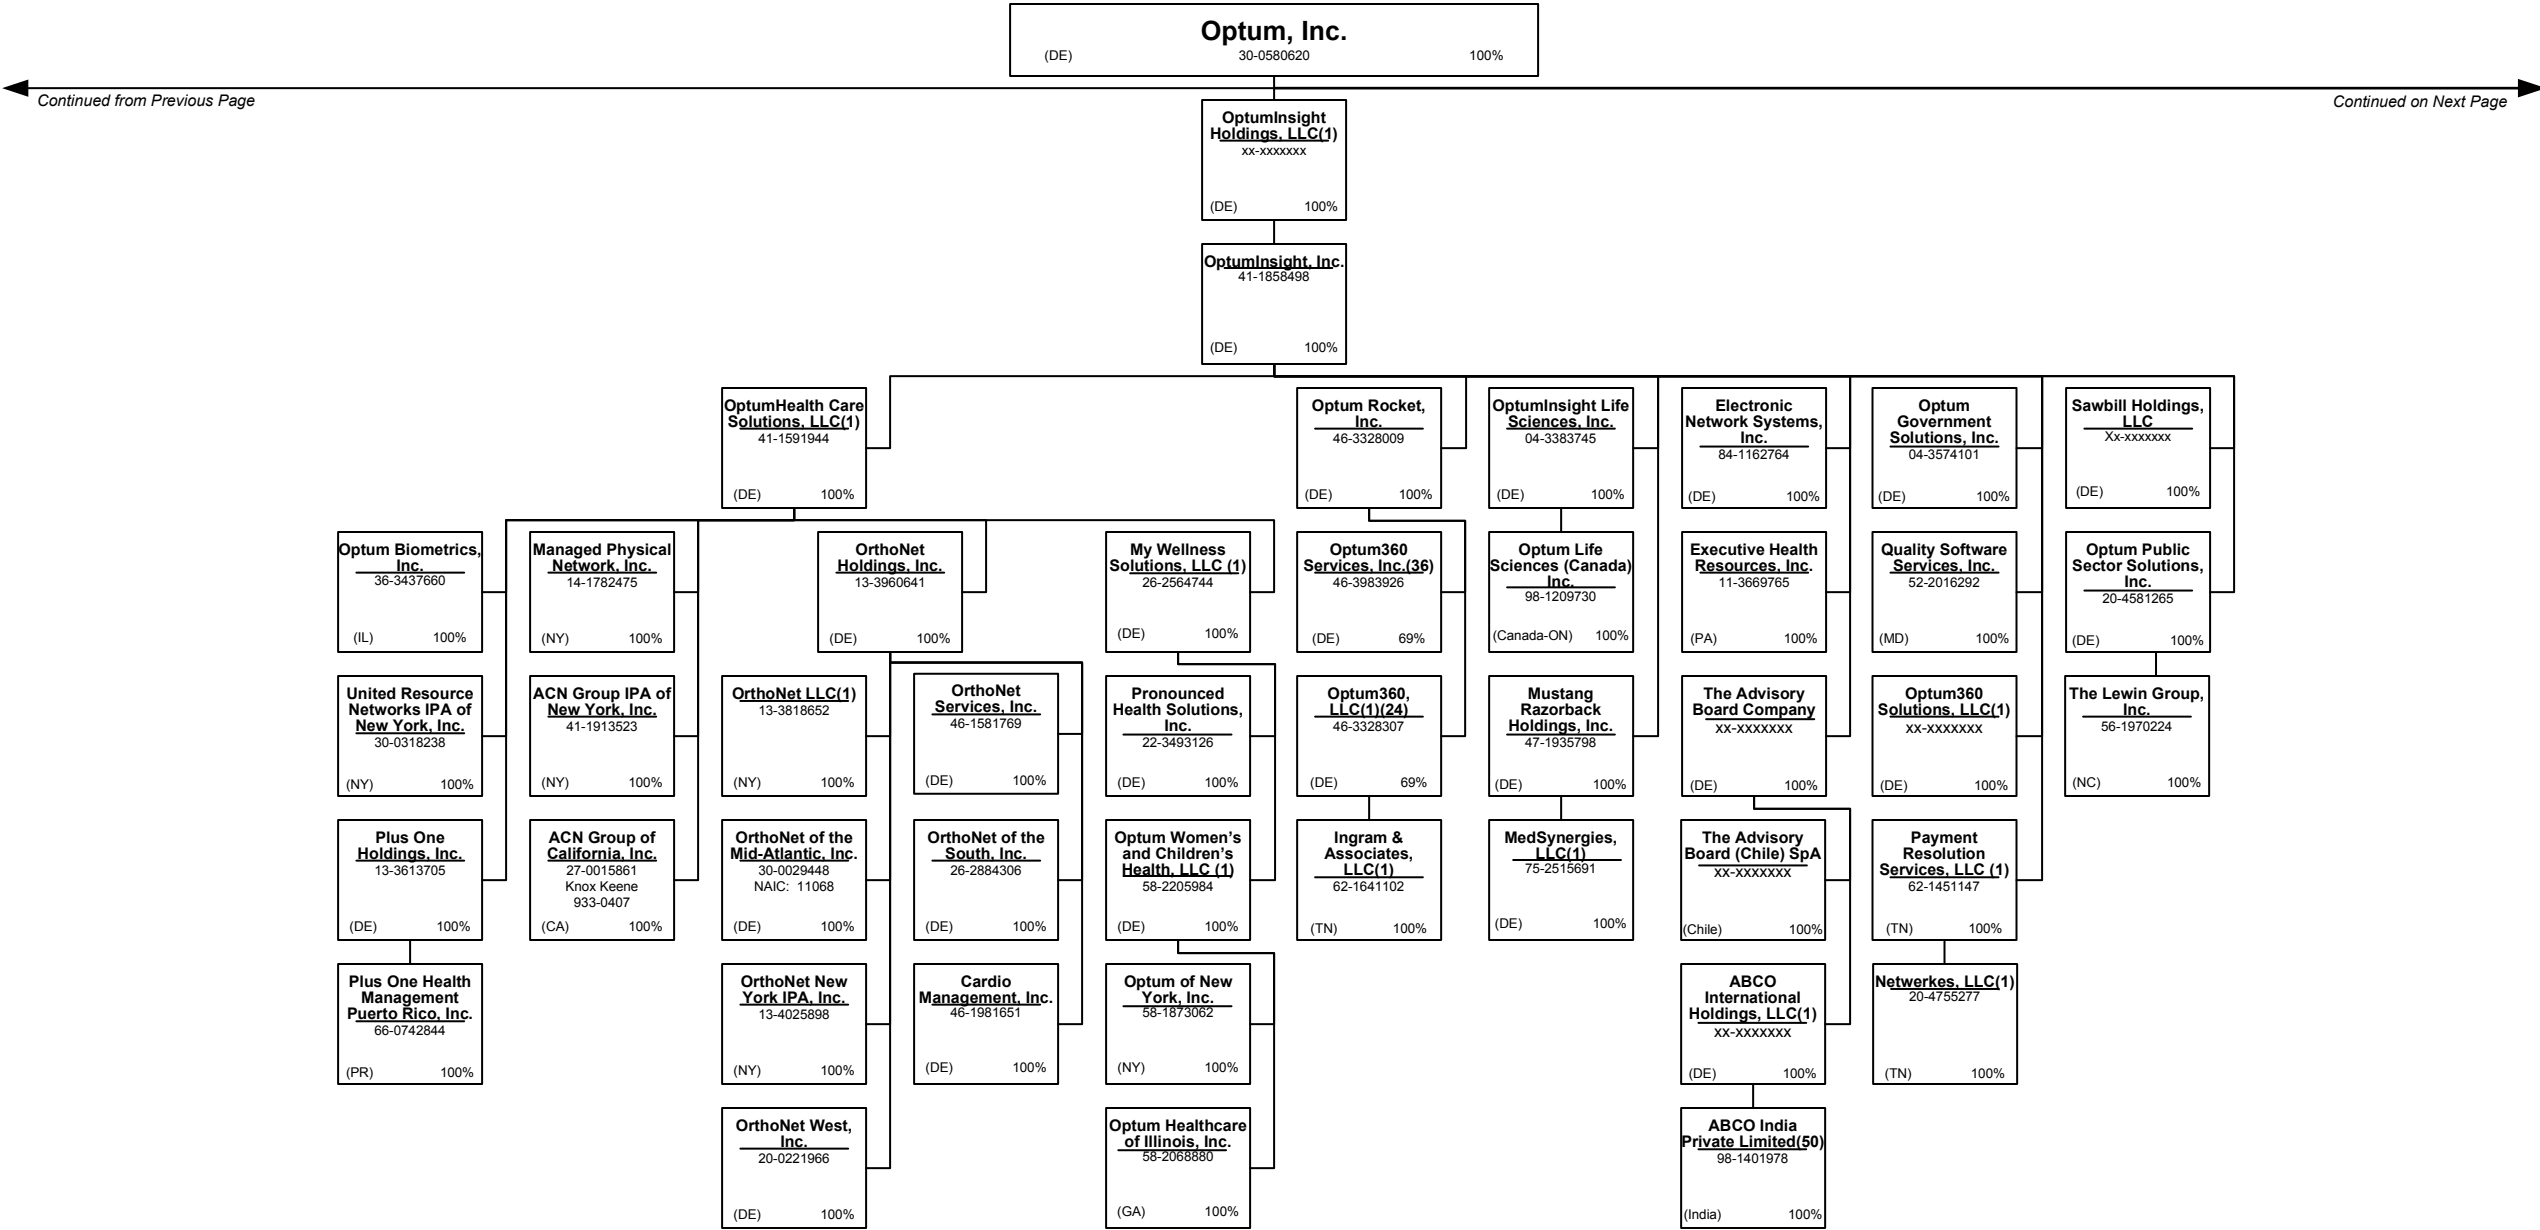 Optum, Inc.
(DE) 30-0580620 100%
Continued from Previous Page
Continued on Next Page
OptumInsight
Holdings, LLC(1)
xx-xxxxxxx
(DE) 100%
OptumInsight, Inc.
41-1858498
(DE) 100%
OptumHealth Care
Solutions, LLC(1)
41-1591944
(DE) 100%
Optum Rocket,
Inc.
46-3328009
(DE) 100%
OptumInsight Life
Sciences, Inc.
04-3383745
(DE) 100%
Electronic
Network Systems,
Inc.
84-1162764
(DE) 100%
Optum
Government
Solutions, Inc.
04-3574101
(DE) 100%
Sawbill Holdings,
LLC
Xx-xxxxxxx
(DE) 100%
Optum Biometrics,
Inc.
36-3437660
(IL) 100%
Managed Physical
Network, Inc.
14-1782475
(NY) 100%
OrthoNet
Holdings, Inc.
13-3960641
(DE) 100%
My Wellness
Solutions, LLC (1)
26-2564744
(DE) 100%
Optum360
Services, Inc.(36)
46-3983926
(DE) 69%
Optum Life
Sciences (Canada)
Inc.
98-1209730
(Canada-ON) 100%
Executive Health
Resources, Inc.
11-3669765
(PA) 100%
Quality Software
Services, Inc.
52-2016292
(MD) 100%
Optum Public
Sector Solutions,
Inc.
20-4581265
(DE) 100%
United Resource
Networks IPA of
New York, Inc.
30-0318238
(NY) 100%
ACN Group IPA of
New York, Inc.
41-1913523
(NY) 100%
OrthoNet LLC(1)
13-3818652
(NY) 100%
OrthoNet
Services, Inc.
46-1581769
(DE) 100%
Pronounced
Health Solutions,
Inc.
22-3493126
(DE) 100%
Optum360,
LLC(1)(24)
46-3328307
(DE) 69%
Mustang
Razorback
Holdings, Inc.
47-1935798
(DE) 100%
The Advisory
Board Company
xx-xxxxxxx
(DE) 100%
Optum360
Solutions, LLC(1)
xx-xxxxxxx
(DE) 100%
The Lewin Group,
Inc.
56-1970224
(NC) 100%
Plus One
Holdings, Inc.
13-3613705
(DE) 100%
ACN Group of
California, Inc.
27-0015861
Knox Keene
933-0407
(CA) 100%
OrthoNet of the
Mid-Atlantic, Inc.
30-0029448
NAIC: 11068
(DE) 100%
OrthoNet of the
South, Inc.
26-2884306
(DE) 100%
Optum Women's
and Children's
Health, LLC (1)
58-2205984
(DE) 100%
Ingram &
Associates,
LLC(1)
62-1641102
(TN) 100%
MedSynergies,
LLC(1)
75-2515691
(DE) 100%
The Advisory
Board (Chile) SpA
xx-xxxxxxx
(Chile) 100%
Payment
Resolution
Services, LLC (1)
62-1451147
(TN) 100%
Plus One Health
Management
Puerto Rico, Inc.
66-0742844
(PR) 100%
OrthoNet New
York IPA, Inc.
13-4025898
(NY) 100%
Cardio
Management, Inc.
46-1981651
(DE) 100%
Optum of New
York, Inc.
58-1873062
(NY) 100%
ABCO
International
Holdings, LLC(1)
xx-xxxxxxx
(DE) 100%
Netwerkes, LLC(1)
20-4755277
(TN) 100%
OrthoNet West,
Inc.
20-0221966
(DE) 100%
Optum Healthcare
of Illinois, Inc.
58-2068880
(GA) 100%
ABCO India
Private Limited(50)
98-1401978
(India) 100%